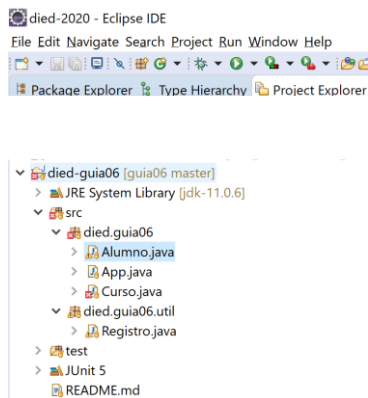 died-2020 - Eclipse IDE
File Edit Navigate Search Project Run Window Help
Package Explorer Type Hierarchy Project Explorer
died-guia06 [guia06 master]
JRE System Library [jdk-11.0.6]
src
died.guia06
Alumno.java
App.java
Curso.java
died.guia06.util
Registro.java
test
JUnit 5
README.md